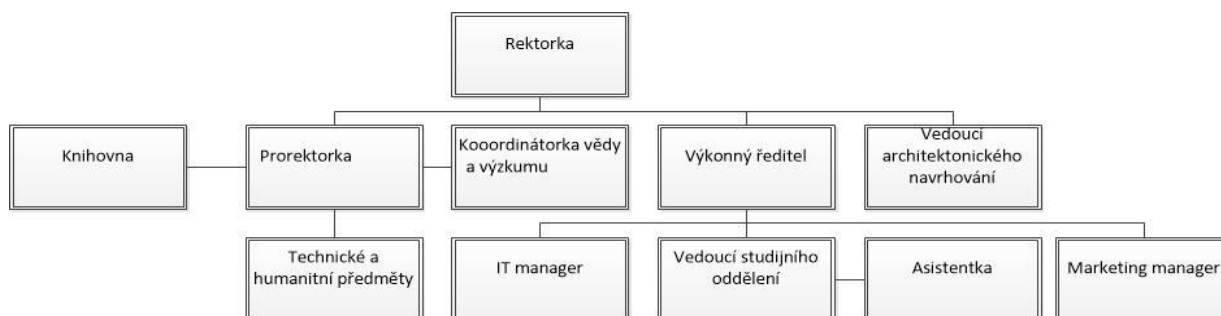 Rektorka
Knihovna
Prorektorka
Kooordinátorka vědy
a výzkumu
Výkonný ředitel
Vedoucí
architektonického
navrhování
Technické a
humanitní předměty
IT manager
Vedoucí studijního
oddělení
Asistentka
Marketing manager